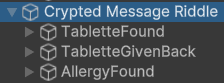 Crypted Message Riddle
TabletteFound
TabletteGivenBack
AllergyFound